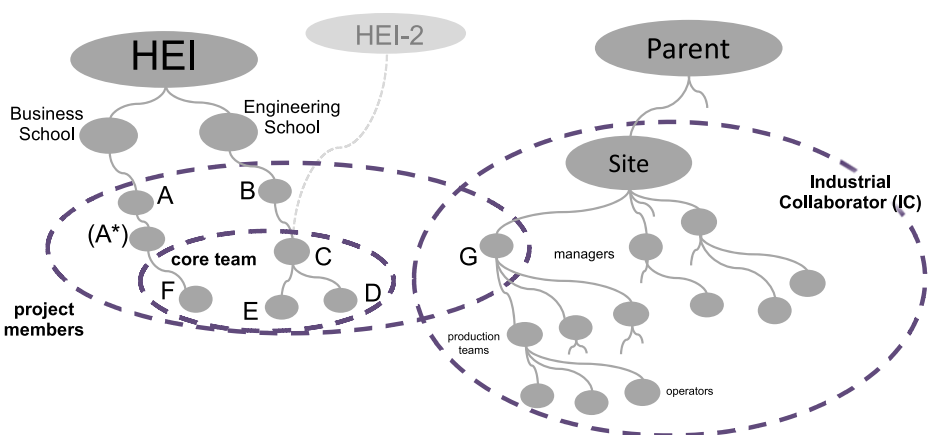 HEI
HEI-2
Parent
Business
School
Engineering
School
Site
Industrial
Collaborator (IC)
A
B
(A*)
core team
C
G
managers
F
E
D
project
members
production
teams
operators